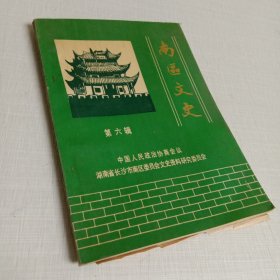 南區文史
第六辑
中国人民政治协商会议
湖南省长沙市南区委员会文史资料研究委员会